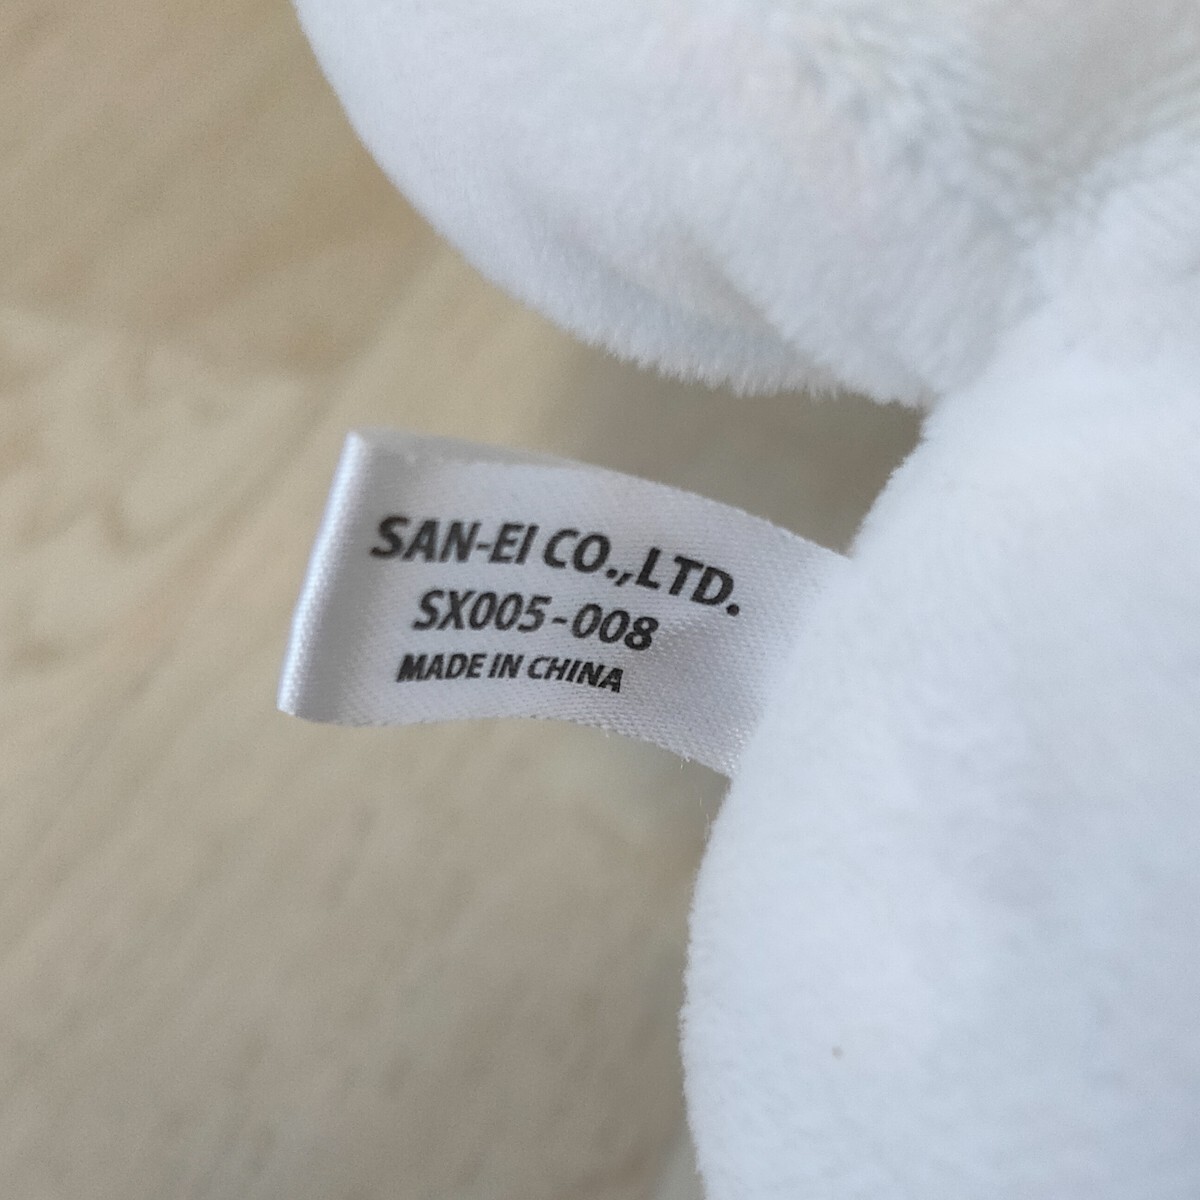 SAN-EI CO.,LTD.
SX005-008
MADE IN CHINA